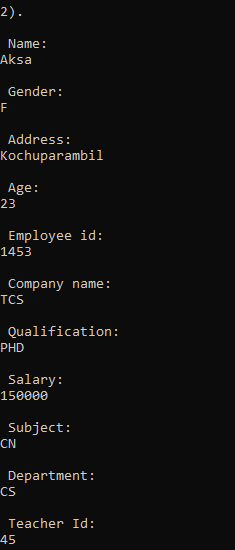 2).
Name:
Aksa
Gender:
F
Address:
Kochuparambil
Age:
23
Employee id:
1453
Company name:
TCS
Qualification:
PHD
Salary:
150000
Subject:
CN
Department:
CS
Teacher Id:
45